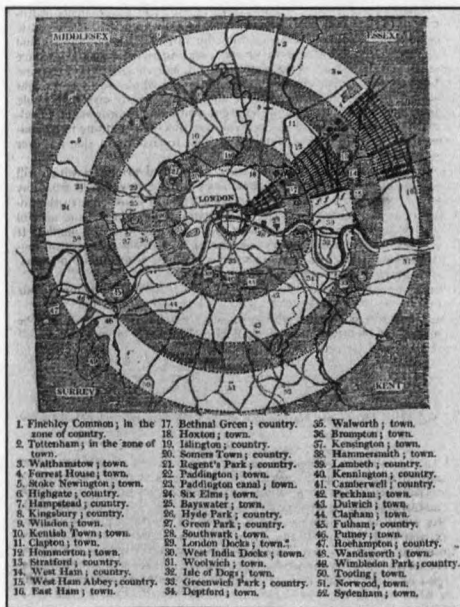 MIDDLESEX
ESSEX
LONDON
SURREY
KENT
1. Finchley Common; in the
zone of country.
2. Tottenham; in the zone of
town.
3. Walthamstow; town.
4. Forrest House; town.
5. Stoke Newington; town.
6. Highgate; country.
7. Hampstead; country.
8. Kingsbury; country.
9. Wilsdon; town.
10. Kentish Town; town.
11. Clapton; town.
12. Hommerton; town.
13. Stratford; country.
14. West Ham; country.
15. West Ham Abbey; country.
16. East Ham; town.
17. Bethnal Green; country.
18. Hoxton; town.
19. Islington; country.
20. Somers Town; country.
21. Regent's Park; country.
22. Paddington; town.
23. Paddington canal; town.
24. Six Elms; town.
25. Bayswater; town.
26. Hyde Park; country.
27. Green Park; country.
28. Southwark; town.
29. London Docks; town.
30. West India Docks; town.
31. Woolwich; town.
32. Isle of Dogs; town.
33. Greenwich Park; country.
34. Deptford; town.
35. Walworth; town.
36. Brompton; town.
37. Kensington; town.
38. Hammersmith; town.
39. Lambeth; country.
40. Kennington; country.
41. Camberwell; country.
42. Peckham; town.
43. Dulwich; town.
44. Clapham; town.
45. Fulham; country.
46. Putney; town.
47. Roehampton; country.
48. Wandsworth; town.
49. Wimbledon Park; country.
50. Tooting; town.
51. Norwood; town.
52. Sydenham; town.